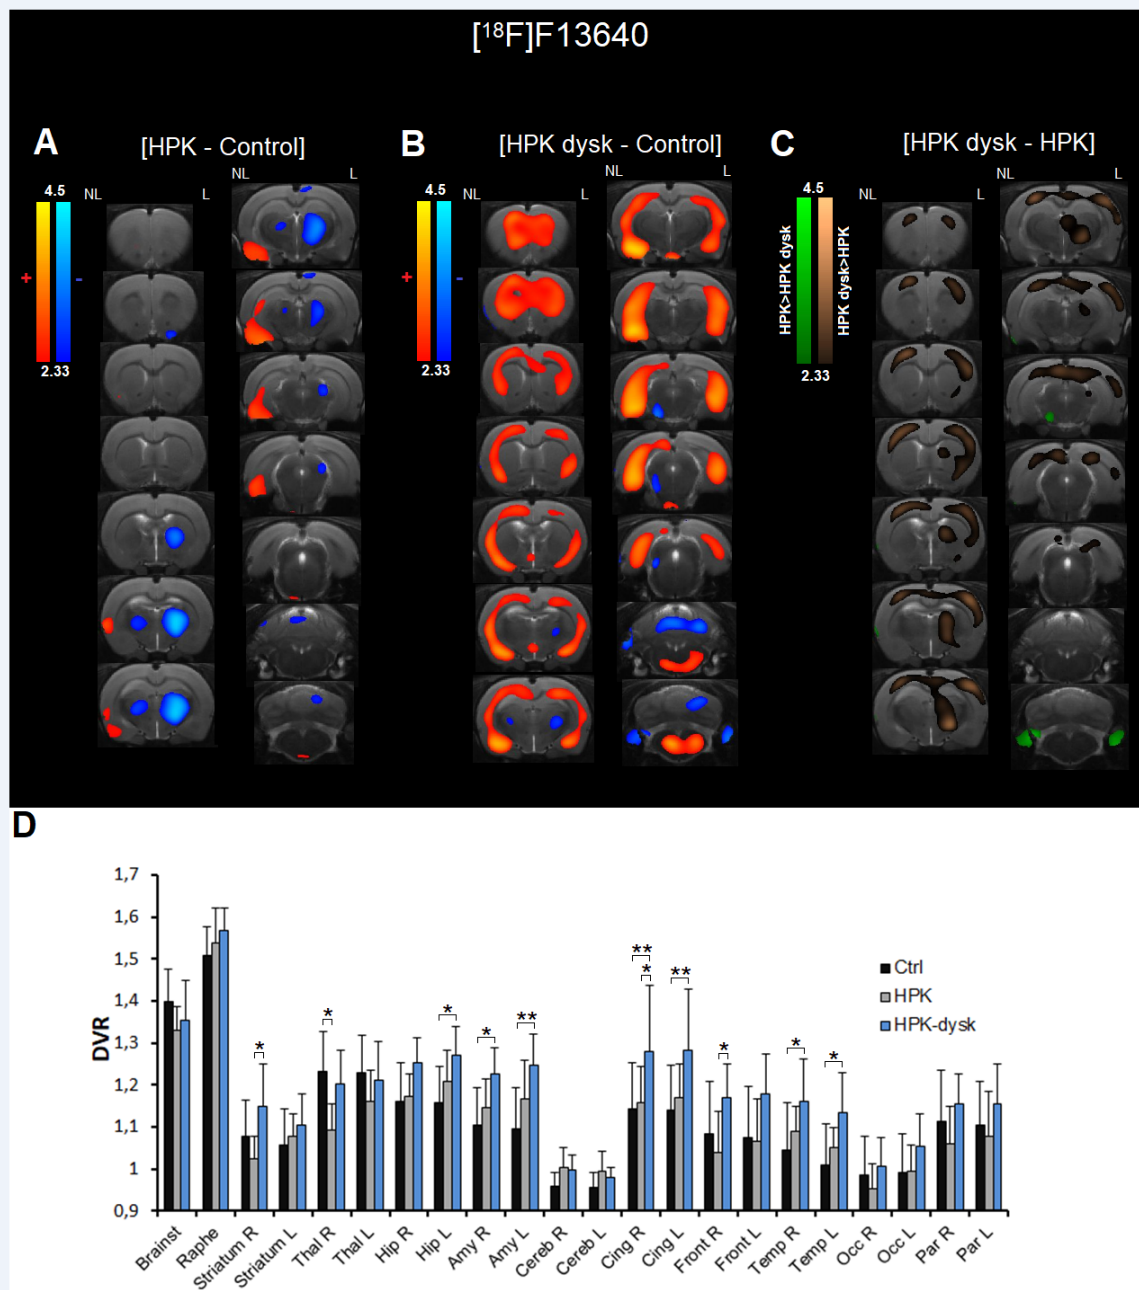 [¹⁸F]F13640
A
[HPK - Control]
NL L
NL L
4.5
+ -
2.33
B
[HPK dysk - Control]
NL L
NL L
4.5
+ -
2.33
C
[HPK dysk - HPK]
NL L
NL L
4.5
HPK>HPK dysk
HPK dysk>HPK
2.33
D
DVR
1,7
1,6
1,5
1,4
1,3
1,2
1,1
1
0,9
*
*
*
*
**
**
*
**
*
*
*
Ctrl
HPK
HPK-dysk
Brainst
Raphe
Striatum R
Striatum L
Thal R
Thal L
Hip R
Hip L
Amy R
Amy L
Cereb R
Cereb L
Cing R
Cing L
Front R
Front L
Temp R
Temp L
Occ R
Occ L
Par R
Par L